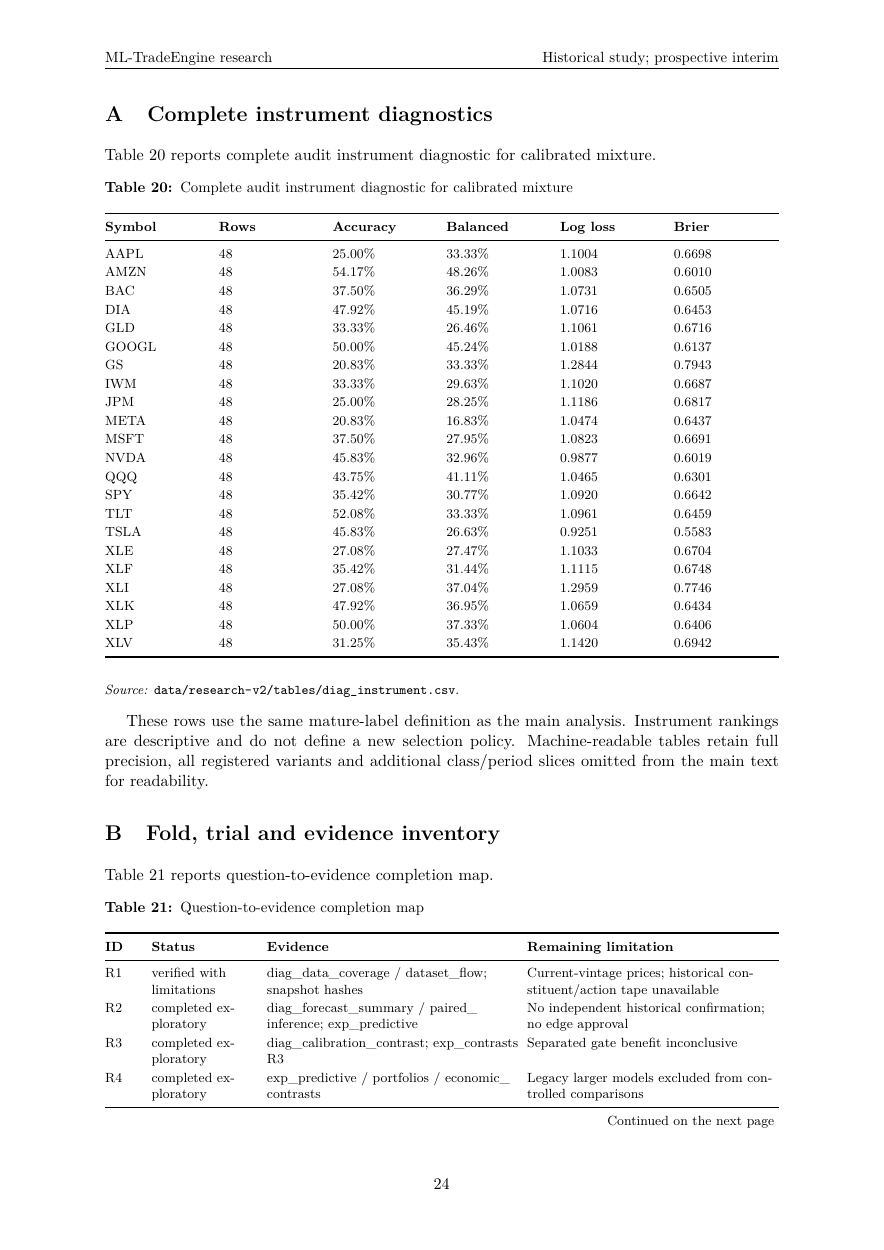 ML-TradeEngine research Historical study; prospective interim
A Complete instrument diagnostics
Table 20 reports complete audit instrument diagnostic for calibrated mixture.
Table 20: Complete audit instrument diagnostic for calibrated mixture
Symbol Rows Accuracy Balanced Log loss Brier
AAPL 48 25.00% 33.33% 1.1004 0.6698
AMZN 48 54.17% 48.26% 1.0083 0.6010
BAC 48 37.50% 36.29% 1.0731 0.6505
DIA 48 47.92% 45.19% 1.0716 0.6453
GLD 48 33.33% 26.46% 1.1061 0.6716
GOOGL 48 50.00% 45.24% 1.0188 0.6137
GS 48 20.83% 33.33% 1.2844 0.7943
IWM 48 33.33% 29.63% 1.1020 0.6687
JPM 48 25.00% 28.25% 1.1186 0.6817
META 48 20.83% 16.83% 1.0474 0.6437
MSFT 48 37.50% 27.95% 1.0823 0.6691
NVDA 48 45.83% 32.96% 0.9877 0.6019
QQQ 48 43.75% 41.11% 1.0465 0.6301
SPY 48 35.42% 30.77% 1.0920 0.6642
TLT 48 52.08% 33.33% 1.0961 0.6459
TSLA 48 45.83% 26.63% 0.9251 0.5583
XLE 48 27.08% 27.47% 1.1033 0.6704
XLF 48 35.42% 31.44% 1.1115 0.6748
XLI 48 27.08% 37.04% 1.2959 0.7746
XLK 48 47.92% 36.95% 1.0659 0.6434
XLP 48 50.00% 37.33% 1.0604 0.6406
XLV 48 31.25% 35.43% 1.1420 0.6942
Source: data/research-v2/tables/diag_instrument.csv.
These rows use the same mature-label definition as the main analysis. Instrument rankings
are descriptive and do not define a new selection policy. Machine-readable tables retain full
precision, all registered variants and additional class/period slices omitted from the main text
for readability.
B Fold, trial and evidence inventory
Table 21 reports question-to-evidence completion map.
Table 21: Question-to-evidence completion map
ID Status Evidence Remaining limitation
R1 verified with diag_data_coverage / dataset_flow; Current-vintage prices; historical con-
limitations snapshot hashes stituent/action tape unavailable
R2 completed ex- diag_forecast_summary / paired_ No independent historical confirmation;
ploratory inference; exp_predictive no edge approval
R3 completed ex- diag_calibration_contrast; exp_contrasts Separated gate benefit inconclusive
ploratory R3
R4 completed ex- exp_predictive / portfolios / economic_ Legacy larger models excluded from con-
ploratory contrasts trolled comparisons
Continued on the next page
24